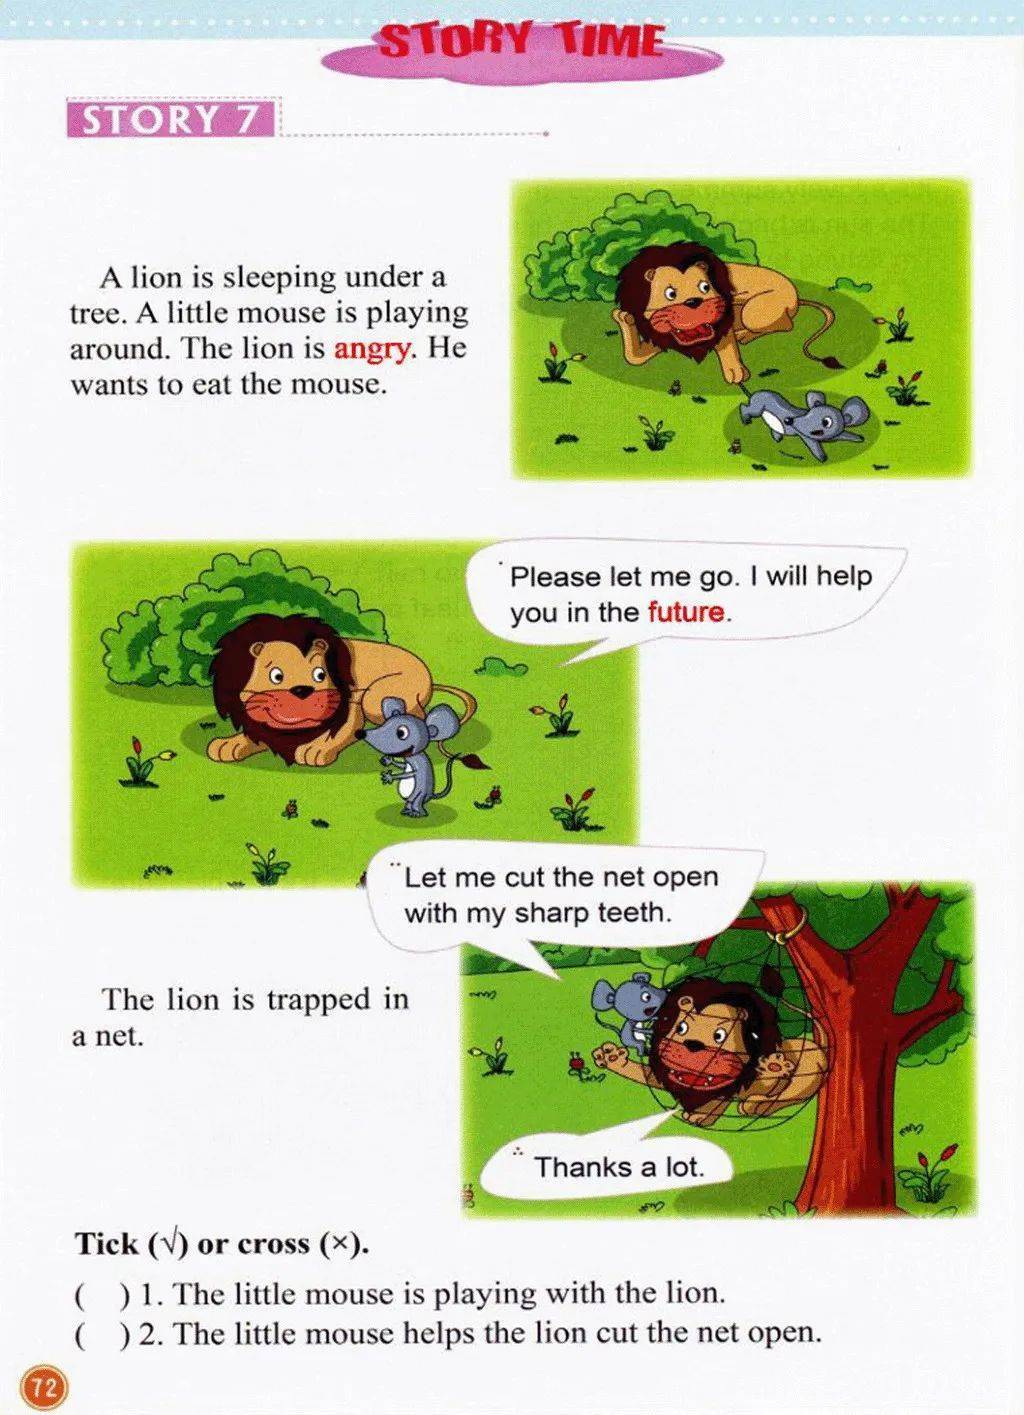 STORY TIME
STORY 7
A lion is sleeping under a
tree. A little mouse is playing
around. The lion is angry. He
wants to eat the mouse.
Please let me go. I will help
you in the future.
Let me cut the net open
with my sharp teeth.
The lion is trapped in
a net.
Thanks a lot.
Tick (√) or cross (×).
(   ) 1. The little mouse is playing with the lion.
(   ) 2. The little mouse helps the lion cut the net open.
72